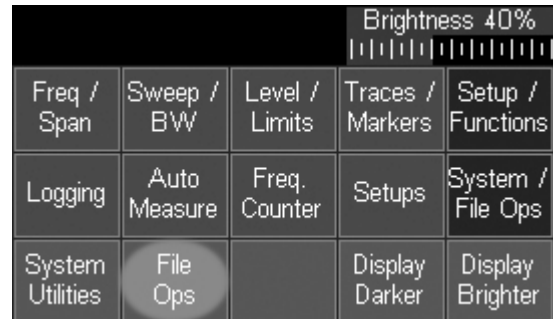 Brightness 40%
Freq / Sweep / Level / Traces / Setup /
Span BW Limits Markers Functions
Logging Auto Measure Freq. Counter Setups System / File Ops
System File Display Display
Utilities Ops Darker Brighter